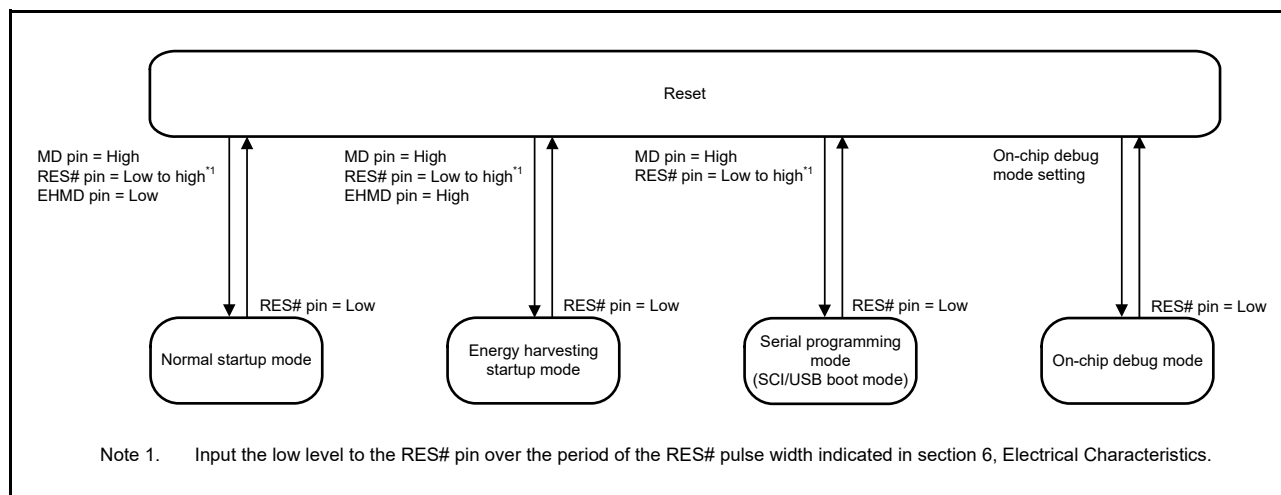 Reset
MD pin = High
RES# pin = Low to high*1
EHMD pin = Low
MD pin = High
RES# pin = Low to high*1
EHMD pin = High
MD pin = High
RES# pin = Low to high*1
On-chip debug
mode setting
RES# pin = Low
RES# pin = Low
RES# pin = Low
RES# pin = Low
Normal startup mode
Energy harvesting
startup mode
Serial programming
mode
(SCI/USB boot mode)
On-chip debug mode
Note 1. Input the low level to the RES# pin over the period of the RES# pulse width indicated in section 6, Electrical Characteristics.